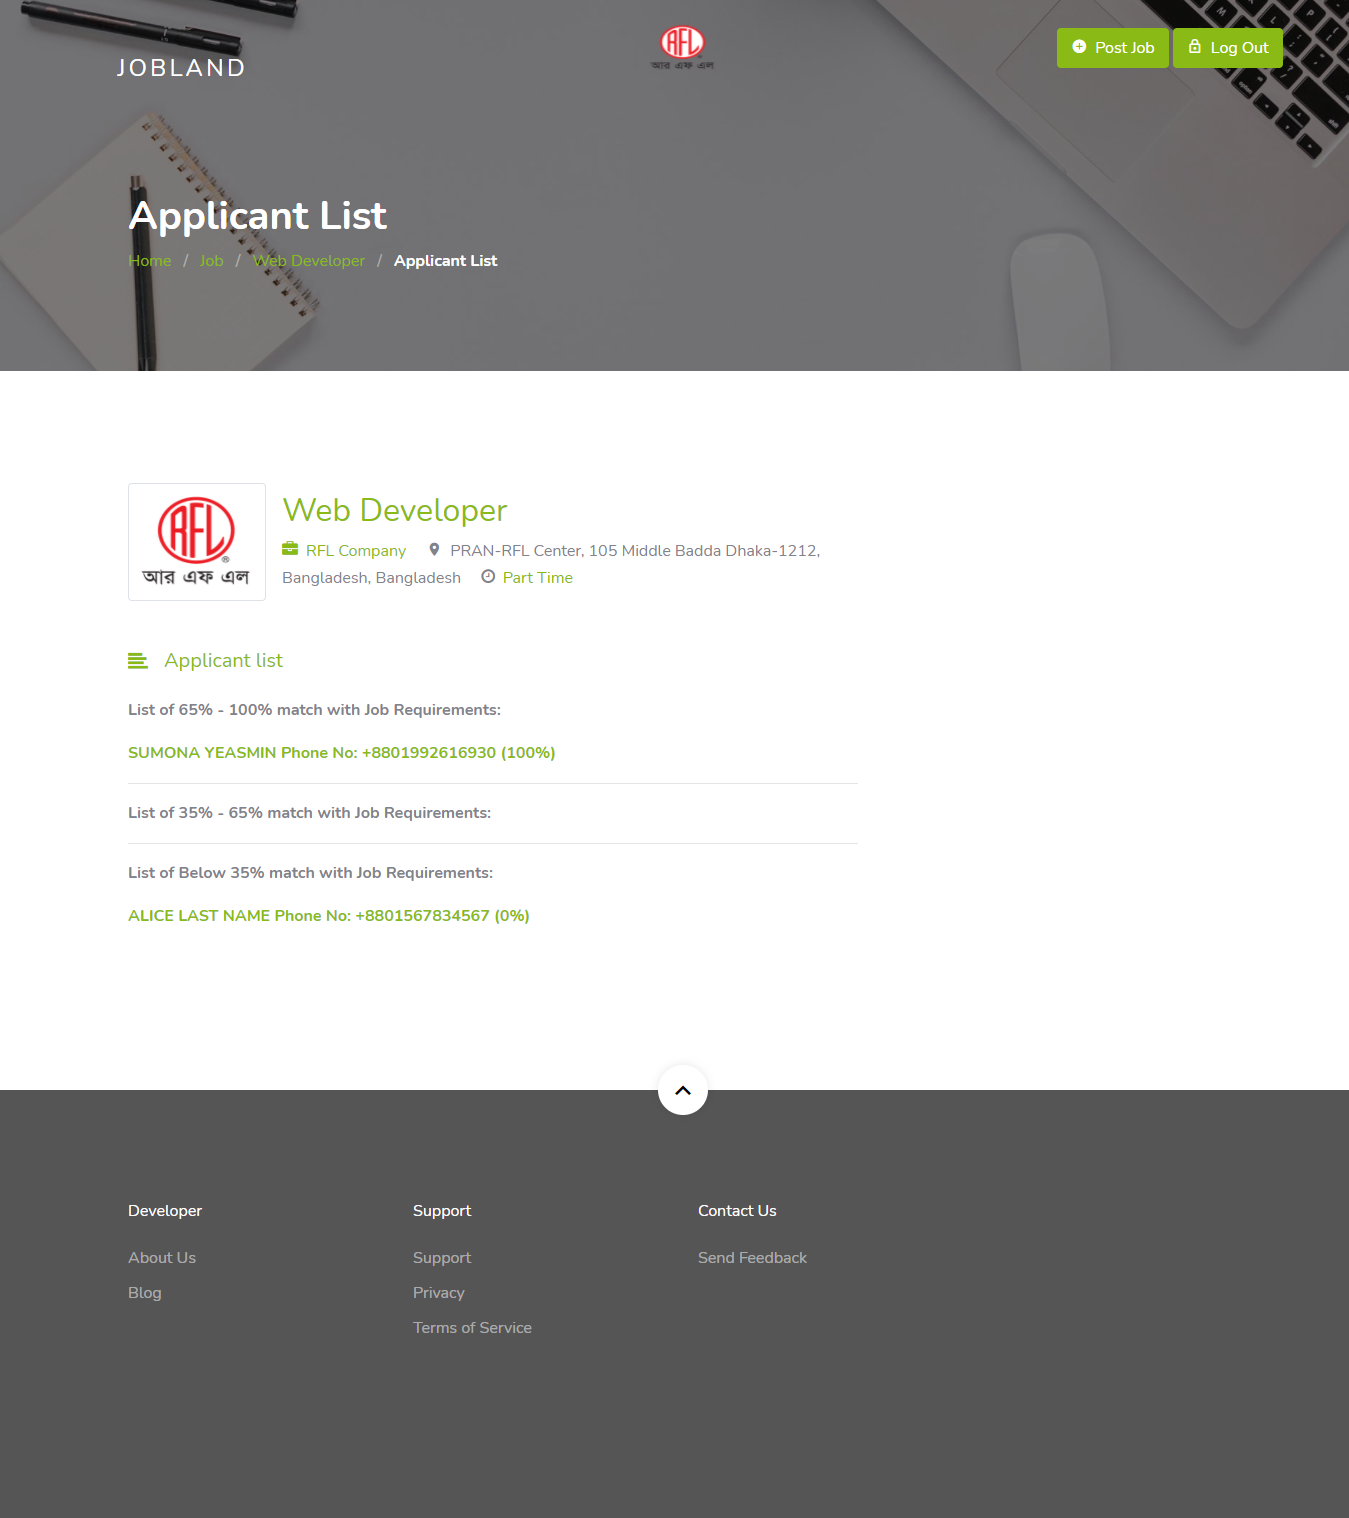 JOBLAND
RFL
আর এফ এল
Post Job
Log Out
Applicant List
Home / Job / Web Developer / Applicant List
RFL
আর এফ এল
Web Developer
RFL Company PRAN-RFL Center, 105 Middle Badda Dhaka-1212,
Bangladesh, Bangladesh Part Time
Applicant list
List of 65% - 100% match with Job Requirements:
SUMONA YEASMIN Phone No: +8801992616930 (100%)
List of 35% - 65% match with Job Requirements:
List of Below 35% match with Job Requirements:
ALICE LAST NAME Phone No: +8801567834567 (0%)
Developer
About Us
Blog
Support
Support
Privacy
Terms of Service
Contact Us
Send Feedback